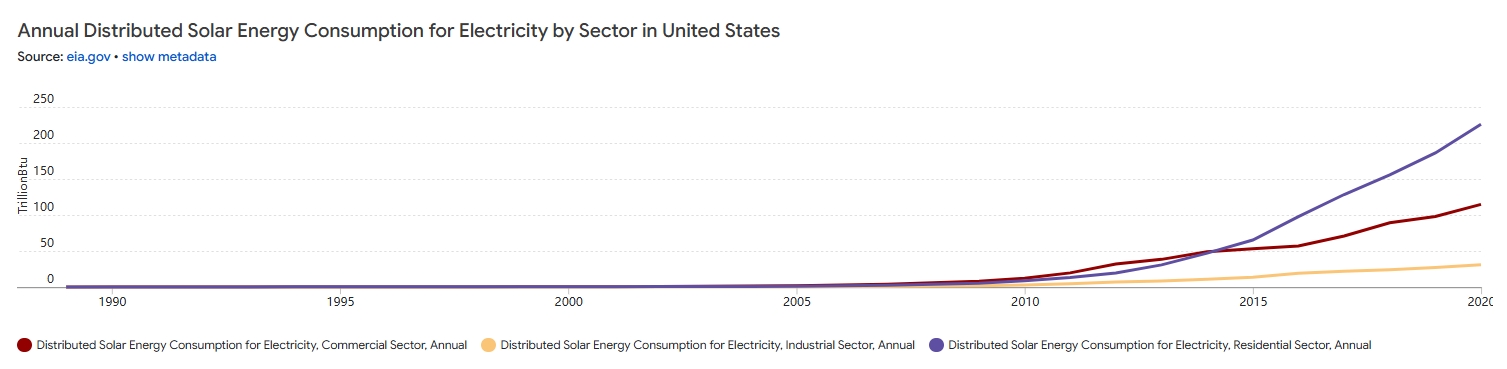 Annual Distributed Solar Energy Consumption for Electricity by Sector in United States
Source: eia.gov • show metadata
250
200
150
100
50
0
TrillionBtu
1990 1995 2000 2005 2010 2015 2020
Distributed Solar Energy Consumption for Electricity, Commercial Sector, Annual Distributed Solar Energy Consumption for Electricity, Industrial Sector, Annual Distributed Solar Energy Consumption for Electricity, Residential Sector, Annual